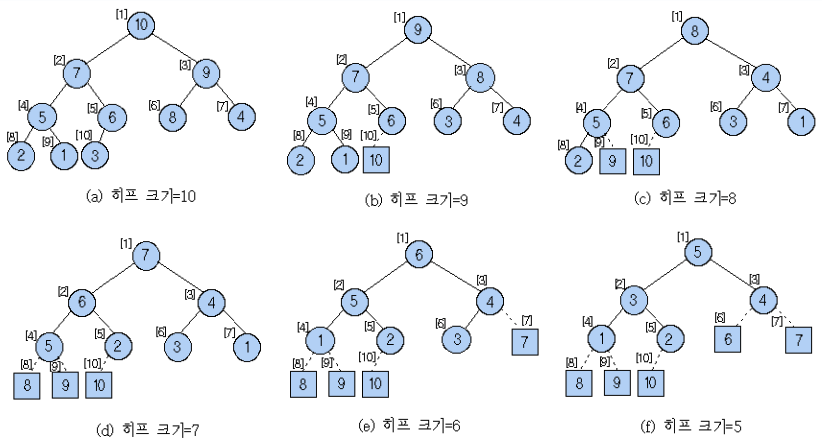 [1] 10
[2] 7 [3] 9
[4] 5 [5] 6 [6] 8 [7] 4
[8] 2 [9] 1 [10] 3
(a) 히프 크기=10
[1] 9
[2] 7 [3] 8
[4] 5 [5] 6 [6] 3 [7] 4
[8] 2 [9] 1 [10] 10
(b) 히프 크기=9
[1] 8
[2] 7 [3] 4
[4] 5 [5] 6 [6] 3 [7] 1
[8] 2 [9] 9 [10] 10
(c) 히프 크기=8
[1] 7
[2] 6 [3] 4
[4] 5 [5] 2 [6] 3 [7] 1
[8] 8 [9] 9 [10] 10
(d) 히프 크기=7
[1] 6
[2] 5 [3] 4
[4] 1 [5] 2 [6] 3 [7] 7
[8] 8 [9] 9 [10] 10
(e) 히프 크기=6
[1] 5
[2] 3 [3] 4
[4] 1 [5] 2 [6] 6 [7] 7
[8] 8 [9] 9 [10] 10
(f) 히프 크기=5